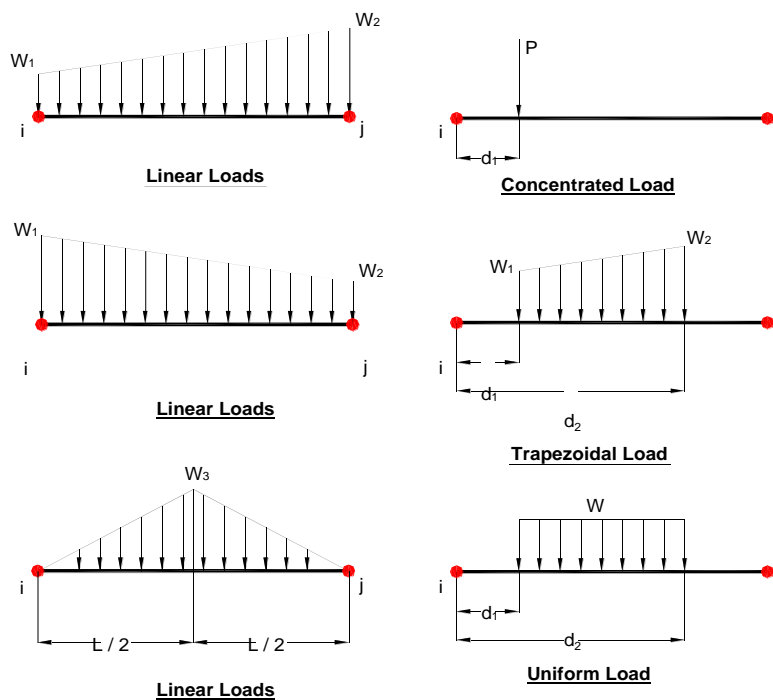 W1
W2
i
j
Linear Loads
P
i
d1
Concentrated Load
W1
W2
i
j
Linear Loads
W1
W2
i
d1
d2
Trapezoidal Load
W3
i
j
L / 2
L / 2
Linear Loads
W
i
d1
d2
Uniform Load